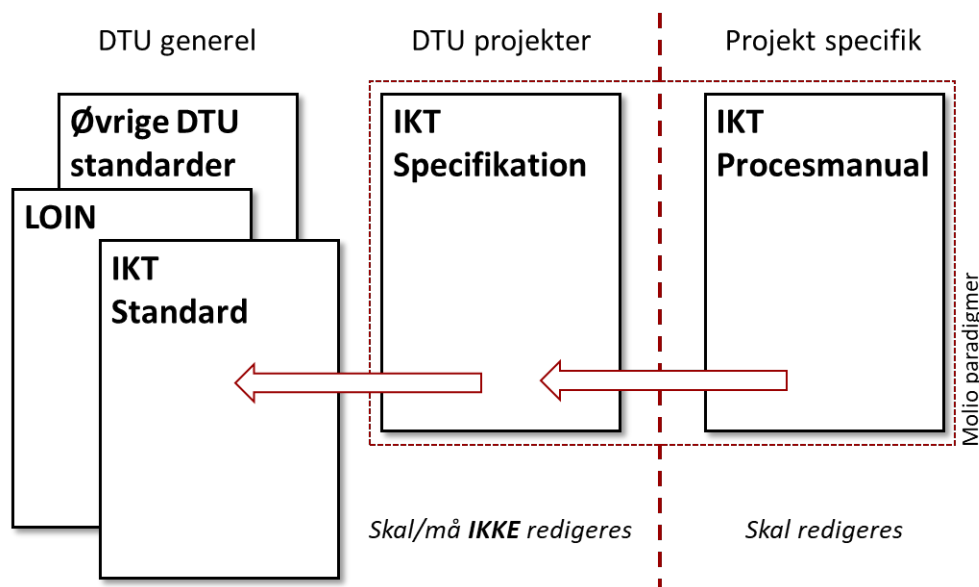 DTU generel
DTU projekter
Projekt specifik
Øvrige DTU
standarder
LOIN
IKT
Standard
IKT
Specifikation
IKT
Procesmanual
Molio paradigmer
Skal/må IKKE redigeres
Skal redigeres